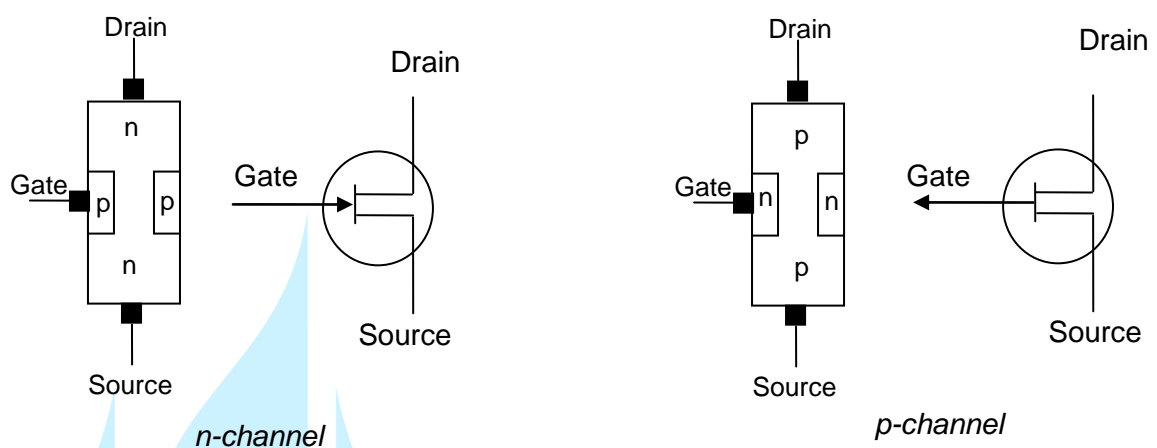 Drain
n
Gate
p
p
n
Source
Drain
Gate
Source
n-channel
Drain
p
Gate
n
n
p
Source
Drain
Gate
Source
p-channel